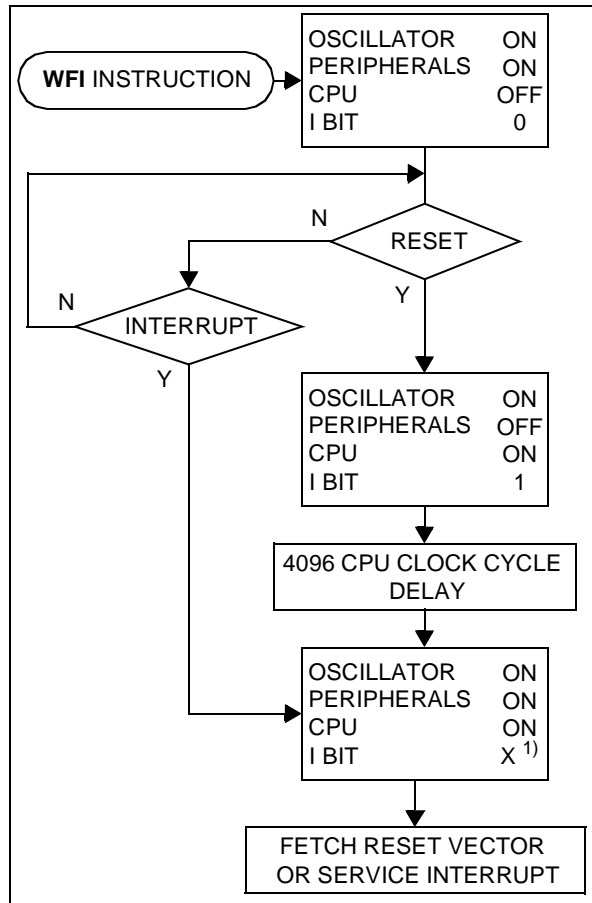 WFI INSTRUCTION
OSCILLATOR ON
PERIPHERALS ON
CPU OFF
I BIT 0
N
RESET
N
INTERRUPT
Y
Y
OSCILLATOR ON
PERIPHERALS OFF
CPU ON
I BIT 1
4096 CPU CLOCK CYCLE
DELAY
OSCILLATOR ON
PERIPHERALS ON
CPU ON
I BIT X 1)
FETCH RESET VECTOR
OR SERVICE INTERRUPT